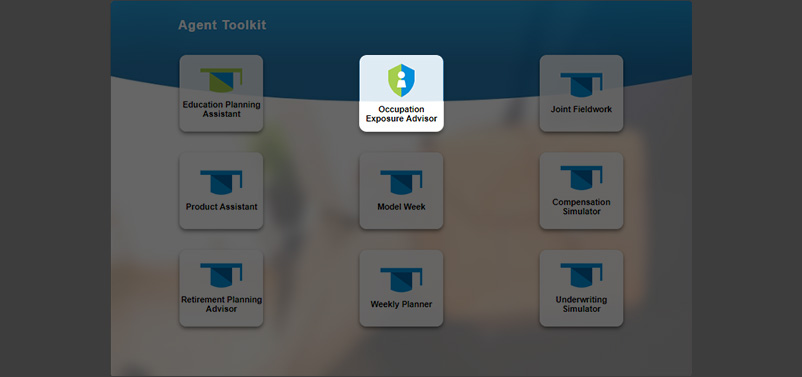 Agent Toolkit
Education Planning
Assistant
Occupation
Exposure Advisor
Joint Fieldwork
Product Assistant
Model Week
Compensation
Simulator
Retirement Planning
Advisor
Weekly Planner
Underwriting
Simulator